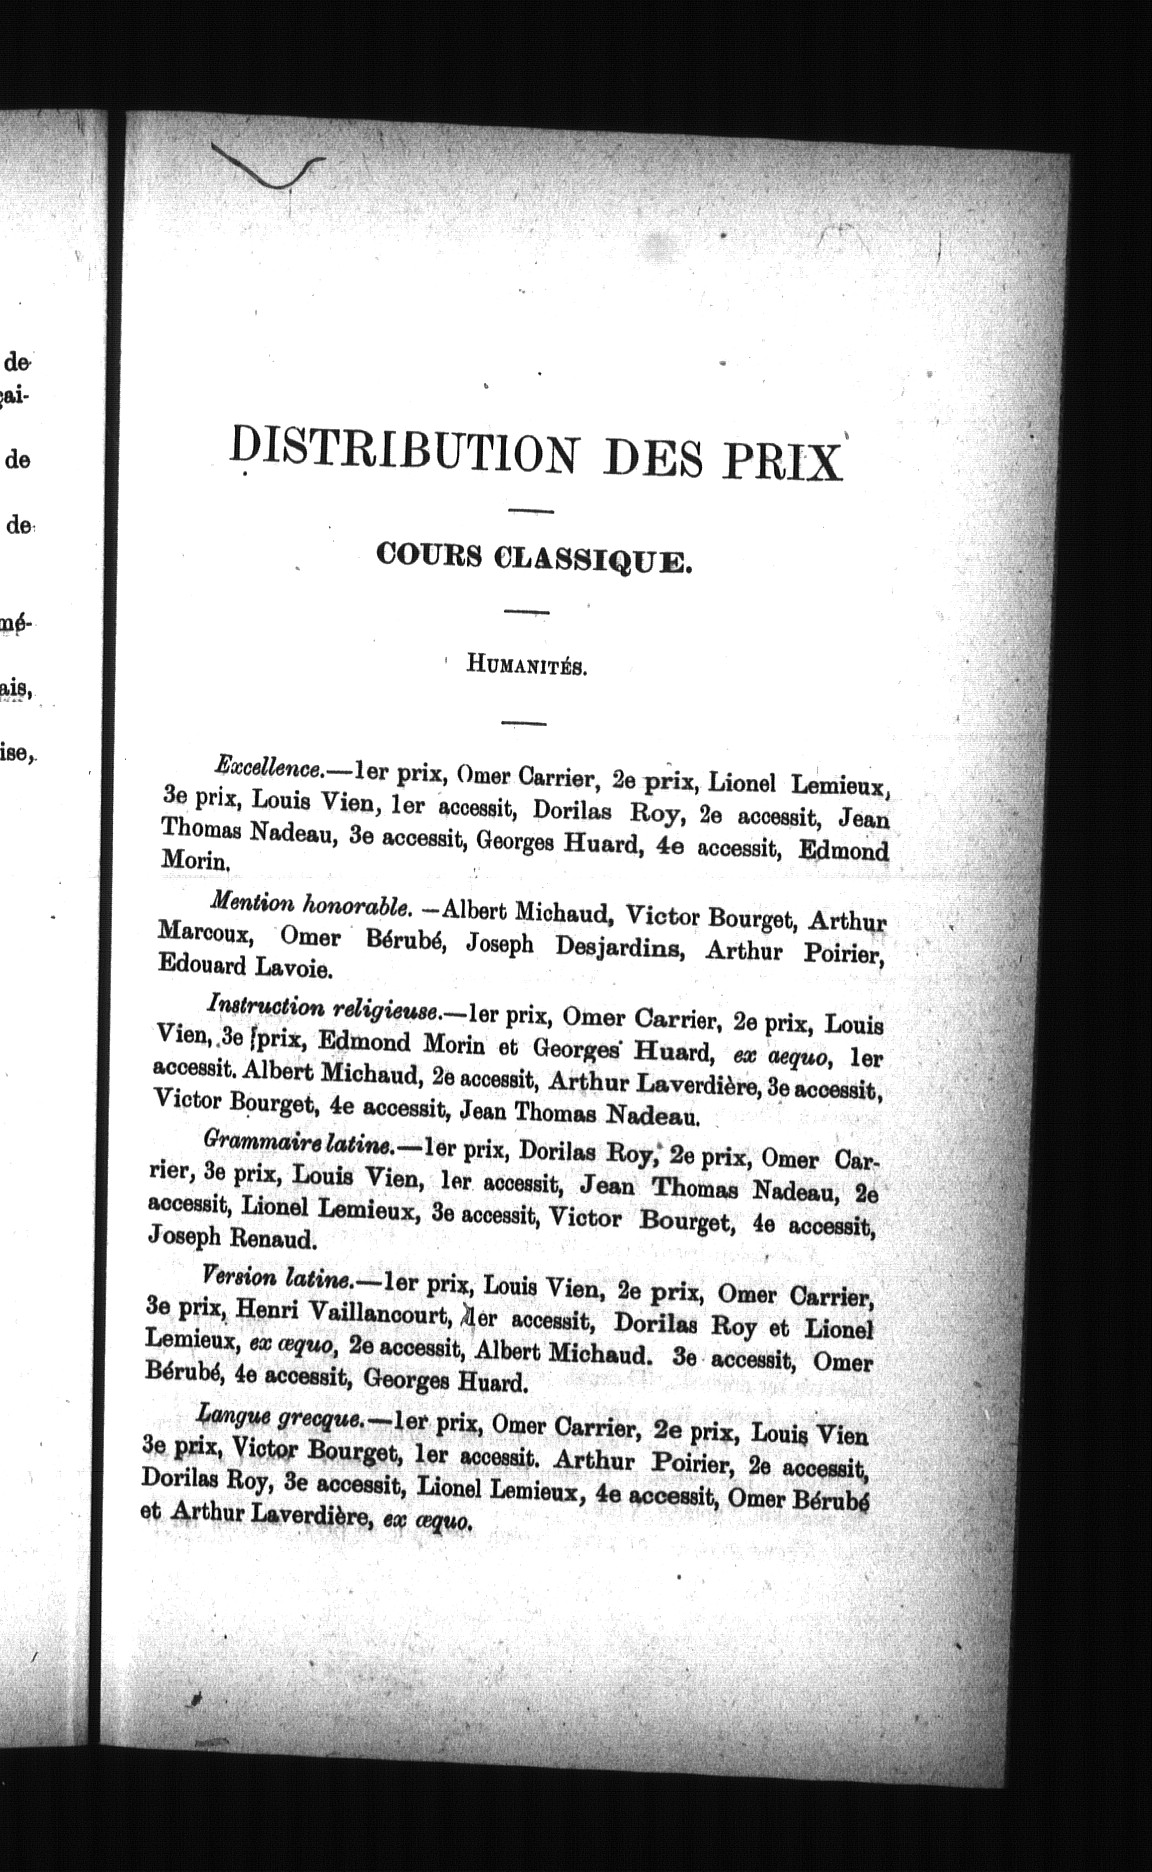 de
çai-
de
de
mé-
ais,
ise,
DISTRIBUTION DES PRIX
COURS CLASSIQUE.
HUMANITÉS.
Excellence.—1er prix, Omer Carrier, 2e prix, Lionel Lemieux,
3e prix, Louis Vien, 1er accessit, Dorilas Roy, 2e accessit, Jean
Thomas Nadeau, 3e accessit, Georges Huard, 4e accessit, Edmond
Morin.
Mention honorable. —Albert Michaud, Victor Bourget, Arthur
Marcoux, Omer Bérubé, Joseph Desjardins, Arthur Poirier,
Edouard Lavoie.
Instruction religieuse.—1er prix, Omer Carrier, 2e prix, Louis
Vien, 3e prix, Edmond Morin et Georges Huard, ex aequo, 1er
accessit. Albert Michaud, 2e accessit, Arthur Laverdière, 3e accessit,
Victor Bourget, 4e accessit, Jean Thomas Nadeau.
Grammaire latine.—1er prix, Dorilas Roy, 2e prix, Omer Car-
rier, 3e prix, Louis Vien, 1er accessit, Jean Thomas Nadeau, 2e
accessit, Lionel Lemieux, 3e accessit, Victor Bourget, 4e accessit,
Joseph Renaud.
Version latine.—1er prix, Louis Vien, 2e prix, Omer Carrier,
3e prix, Henri Vaillancourt, 1er accessit, Dorilas Roy et Lionel
Lemieux, ex æquo, 2e accessit, Albert Michaud. 3e accessit, Omer
Bérubé, 4e accessit, Georges Huard.
Langue grecque.—1er prix, Omer Carrier, 2e prix, Louis Vien
3e prix, Victor Bourget, 1er accessit. Arthur Poirier, 2e accessit,
Dorilas Roy, 3e accessit, Lionel Lemieux, 4e accessit, Omer Bérubé
et Arthur Laverdière, ex æquo.